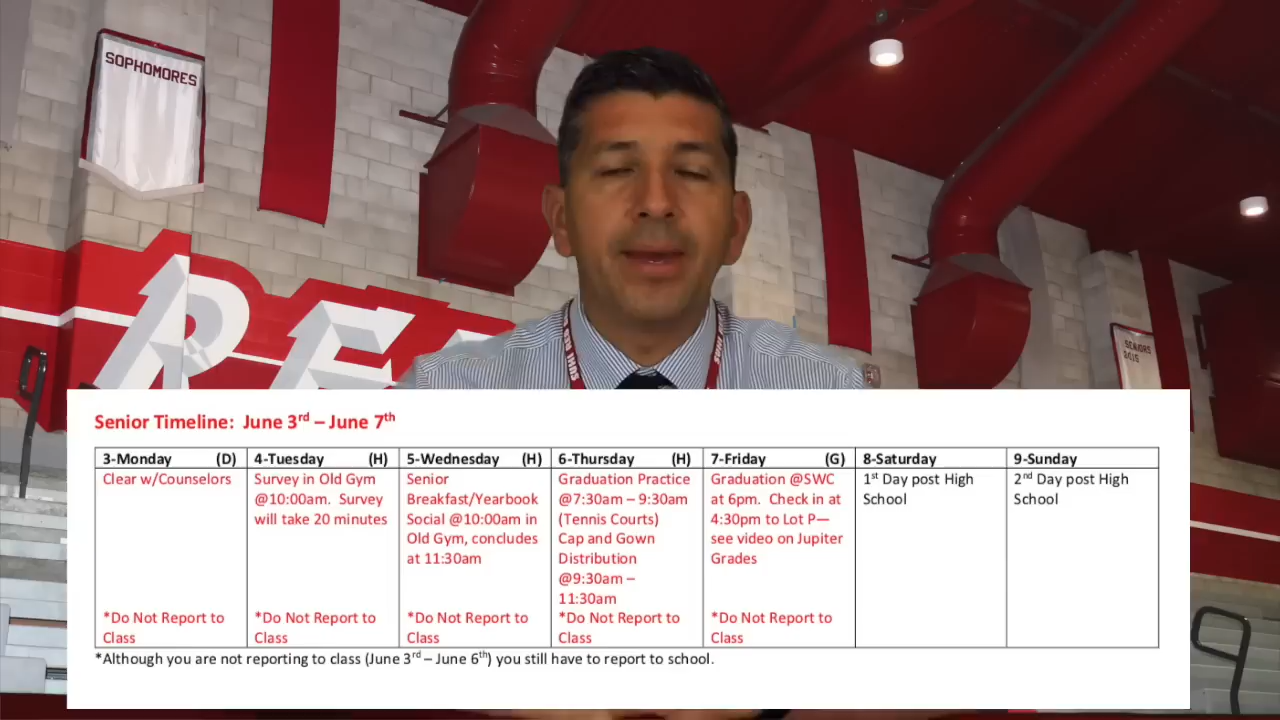 SOPHOMORES
RE
SENIORS
SUHI RED
Senior Timeline: June 3rd – June 7th
3-Monday (D) 4-Tuesday (H) 5-Wednesday (H) 6-Thursday (H) 7-Friday (G) 8-Saturday 9-Sunday
Clear w/Counselors
*Do Not Report to
Class
Survey in Old Gym
@10:00am. Survey
will take 20 minutes
*Do Not Report to
Class
Senior
Breakfast/Yearbook
Social @10:00am in
Old Gym, concludes
at 11:30am
*Do Not Report to
Class
Graduation Practice
@7:30am – 9:30am
(Tennis Courts)
Cap and Gown
Distribution
@9:30am –
11:30am
*Do Not Report to
Class
Graduation @SWC
at 6pm. Check in at
4:30pm to Lot P—
see video on Jupiter
Grades
*Do Not Report to
Class
1st Day post High
School
2nd Day post High
School
*Although you are not reporting to class (June 3rd – June 6th) you still have to report to school.